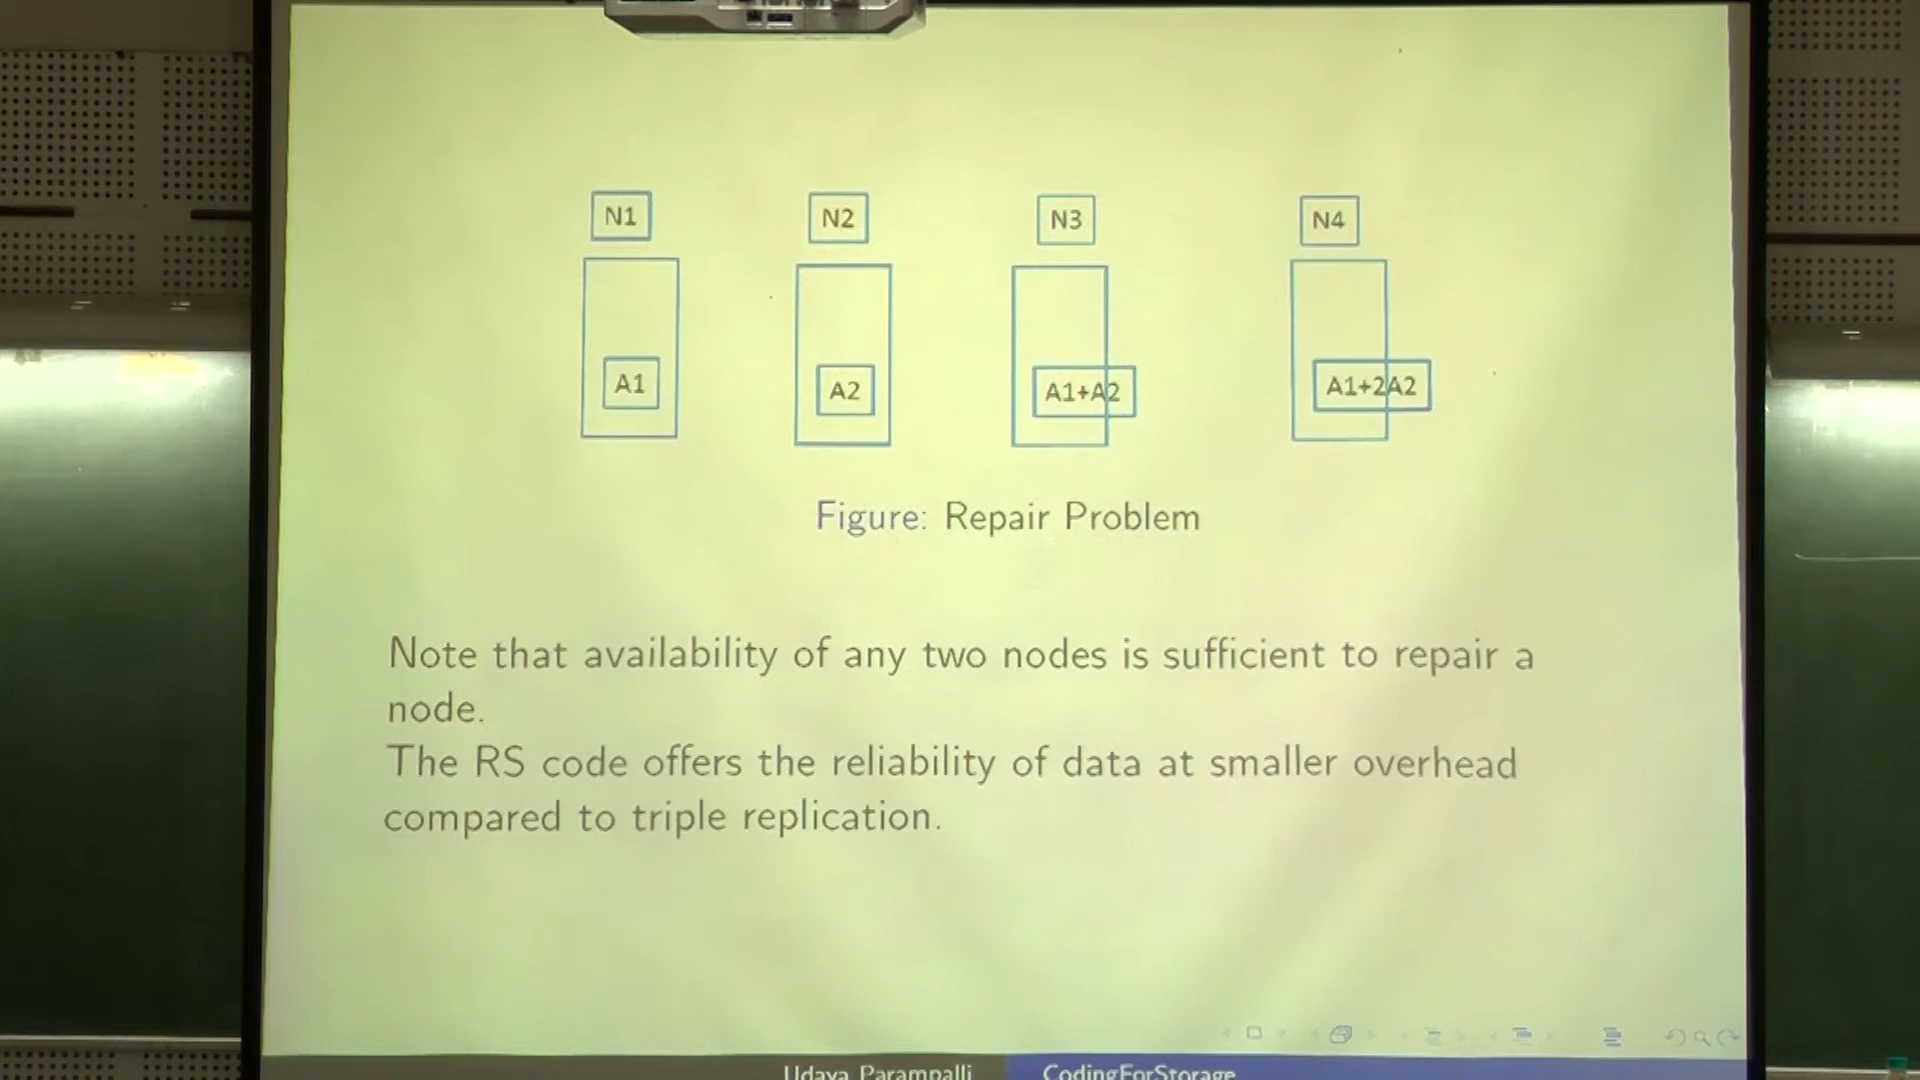 N1 N2 N3 N4
A1 A2 A1+A2 A1+2A2
Figure: Repair Problem
Note that availability of any two nodes is sufficient to repair a
node.
The RS code offers the reliability of data at smaller overhead
compared to triple replication.
Udaya Parampalli CodingForStorage